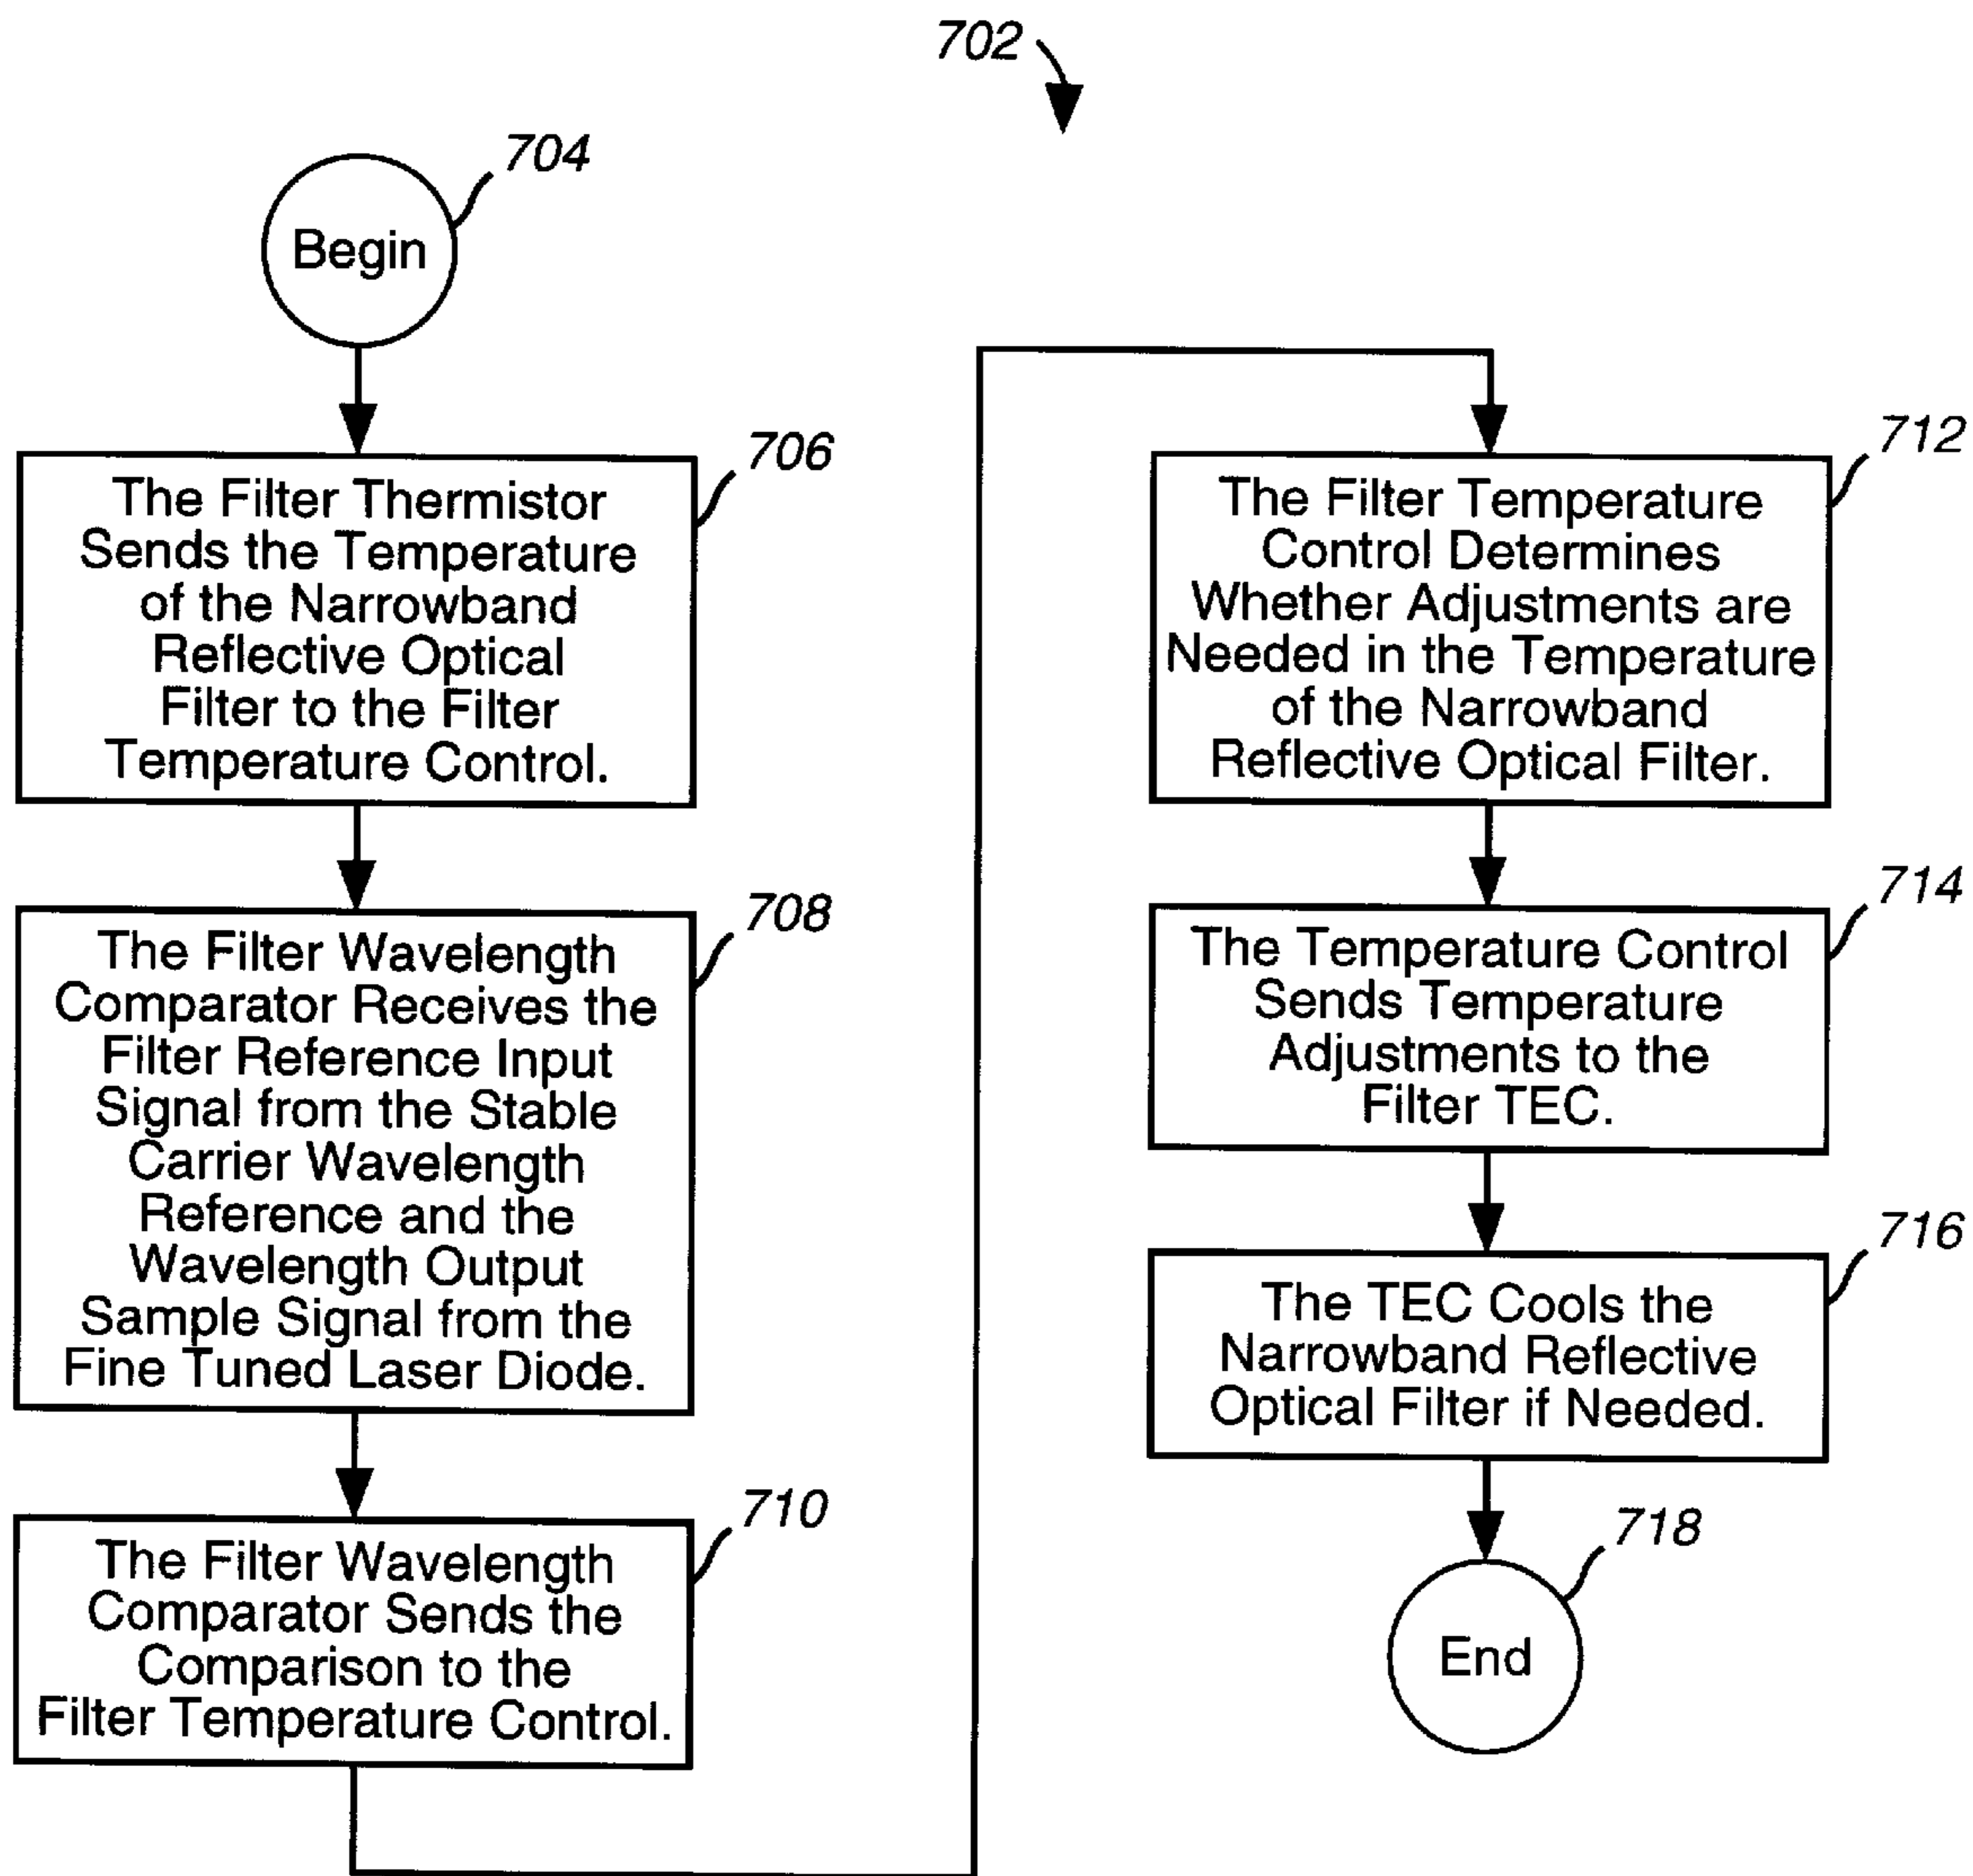 702
704
Begin
706
The Filter Thermistor
Sends the Temperature
of the Narrowband
Reflective Optical
Filter to the Filter
Temperature Control.
708
The Filter Wavelength
Comparator Receives the
Filter Reference Input
Signal from the Stable
Carrier Wavelength
Reference and the
Wavelength Output
Sample Signal from the
Fine Tuned Laser Diode.
710
The Filter Wavelength
Comparator Sends the
Comparison to the
Filter Temperature Control.
712
The Filter Temperature
Control Determines
Whether Adjustments are
Needed in the Temperature
of the Narrowband
Reflective Optical Filter.
714
The Temperature Control
Sends Temperature
Adjustments to the
Filter TEC.
716
The TEC Cools the
Narrowband Reflective
Optical Filter if Needed.
718
End